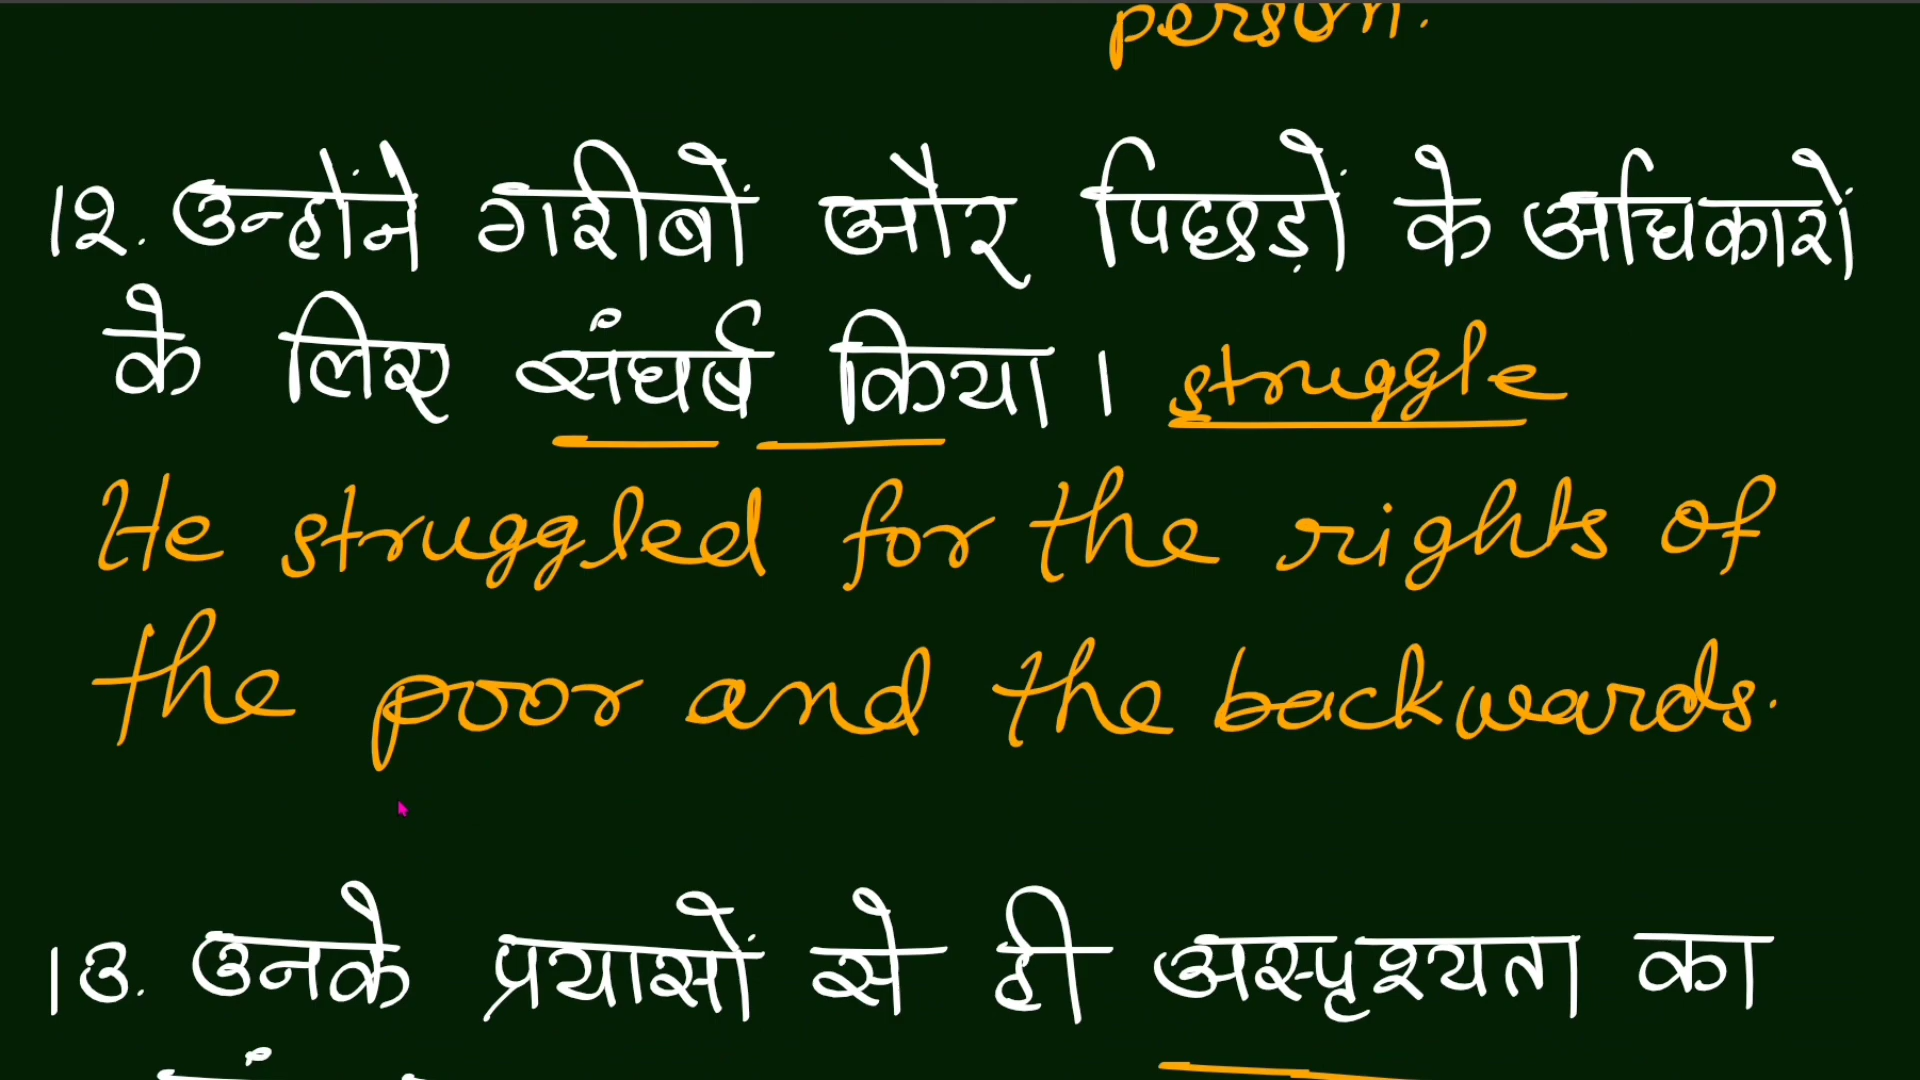 person.
12. उन्होंने गरीबों और पिछड़ों के अधिकारों
के लिए संघर्ष किया। struggle
He struggled for the rights of
the poor and the backwards.
13. उनके प्रयासों से ही अस्पृश्यता का